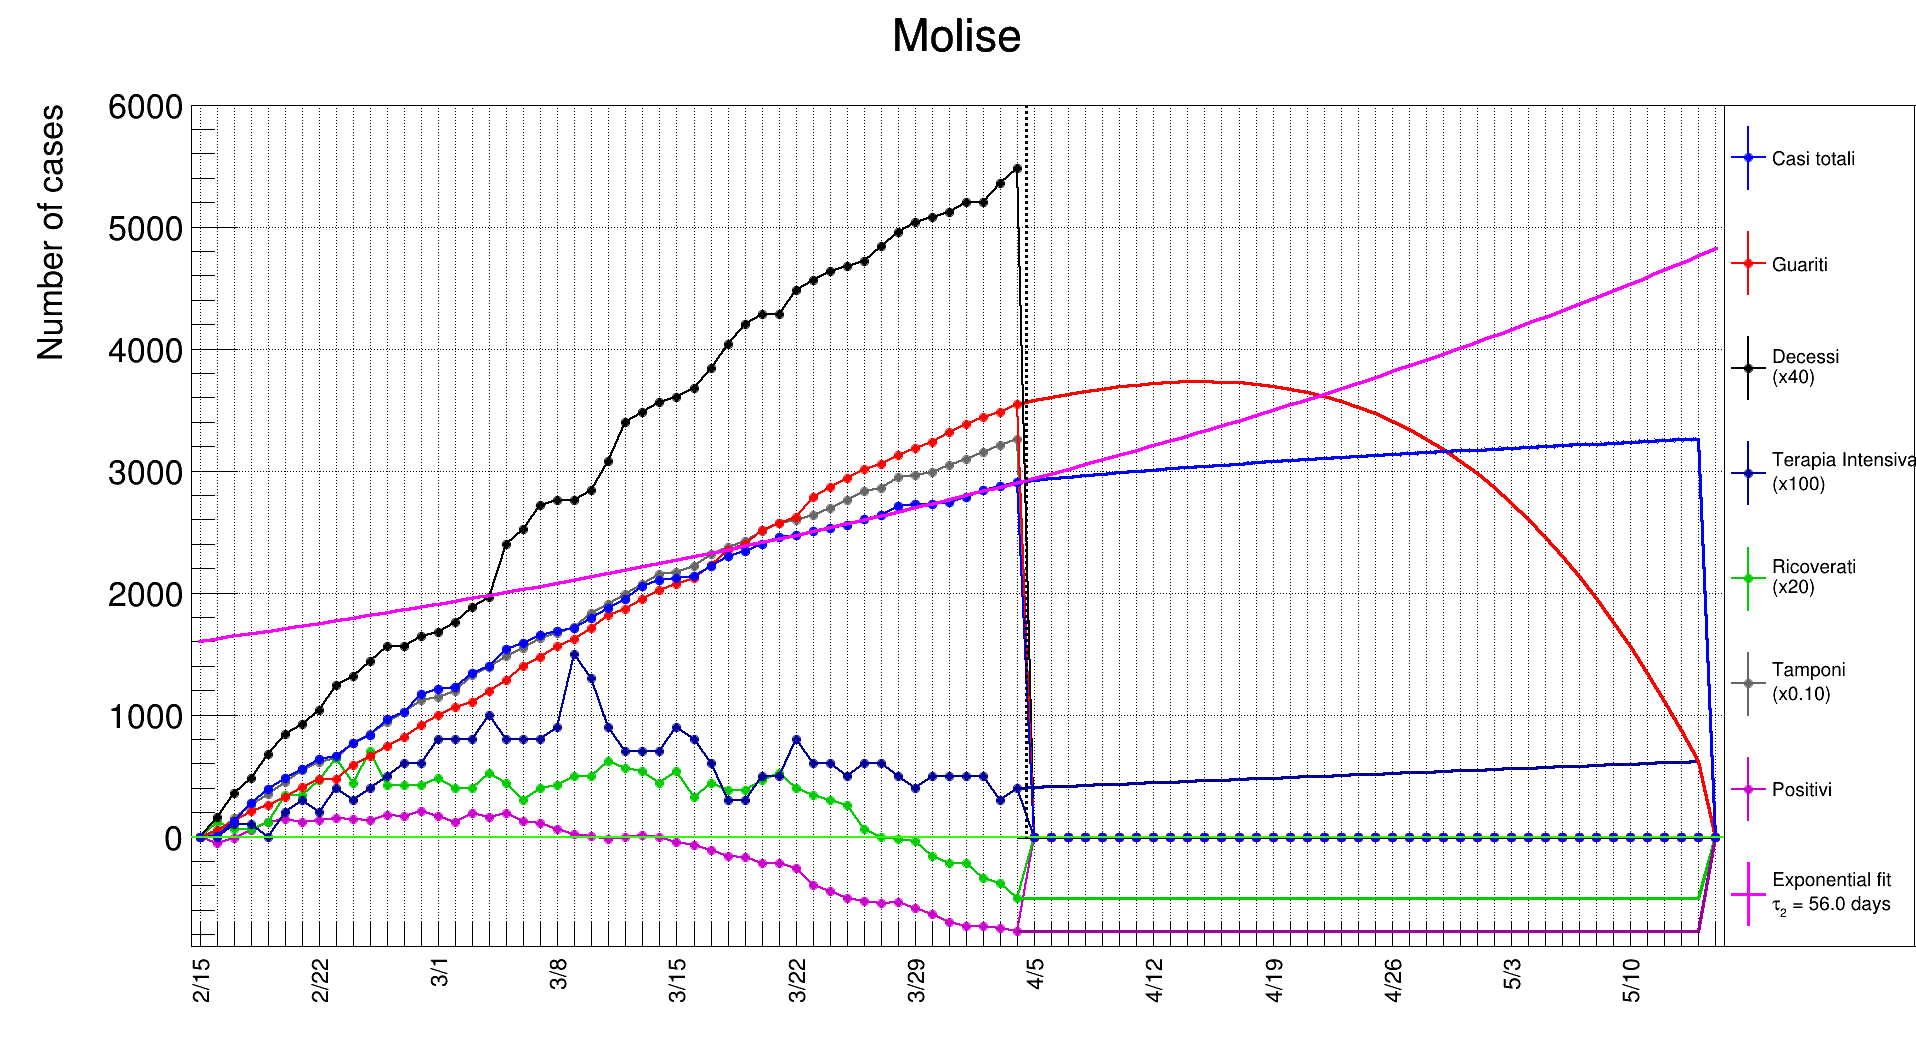 Molise
Number of cases
6000
5000
4000
3000
2000
1000
0
2/15
2/22
3/1
3/8
3/15
3/22
3/29
4/5
4/12
4/19
4/26
5/3
5/10
Casi totali
Guariti
Decessi
(x40)
Terapia Intensiva
(x100)
Ricoverati
(x20)
Tamponi
(x0.10)
Positivi
Exponential fit
τ2 = 56.0 days